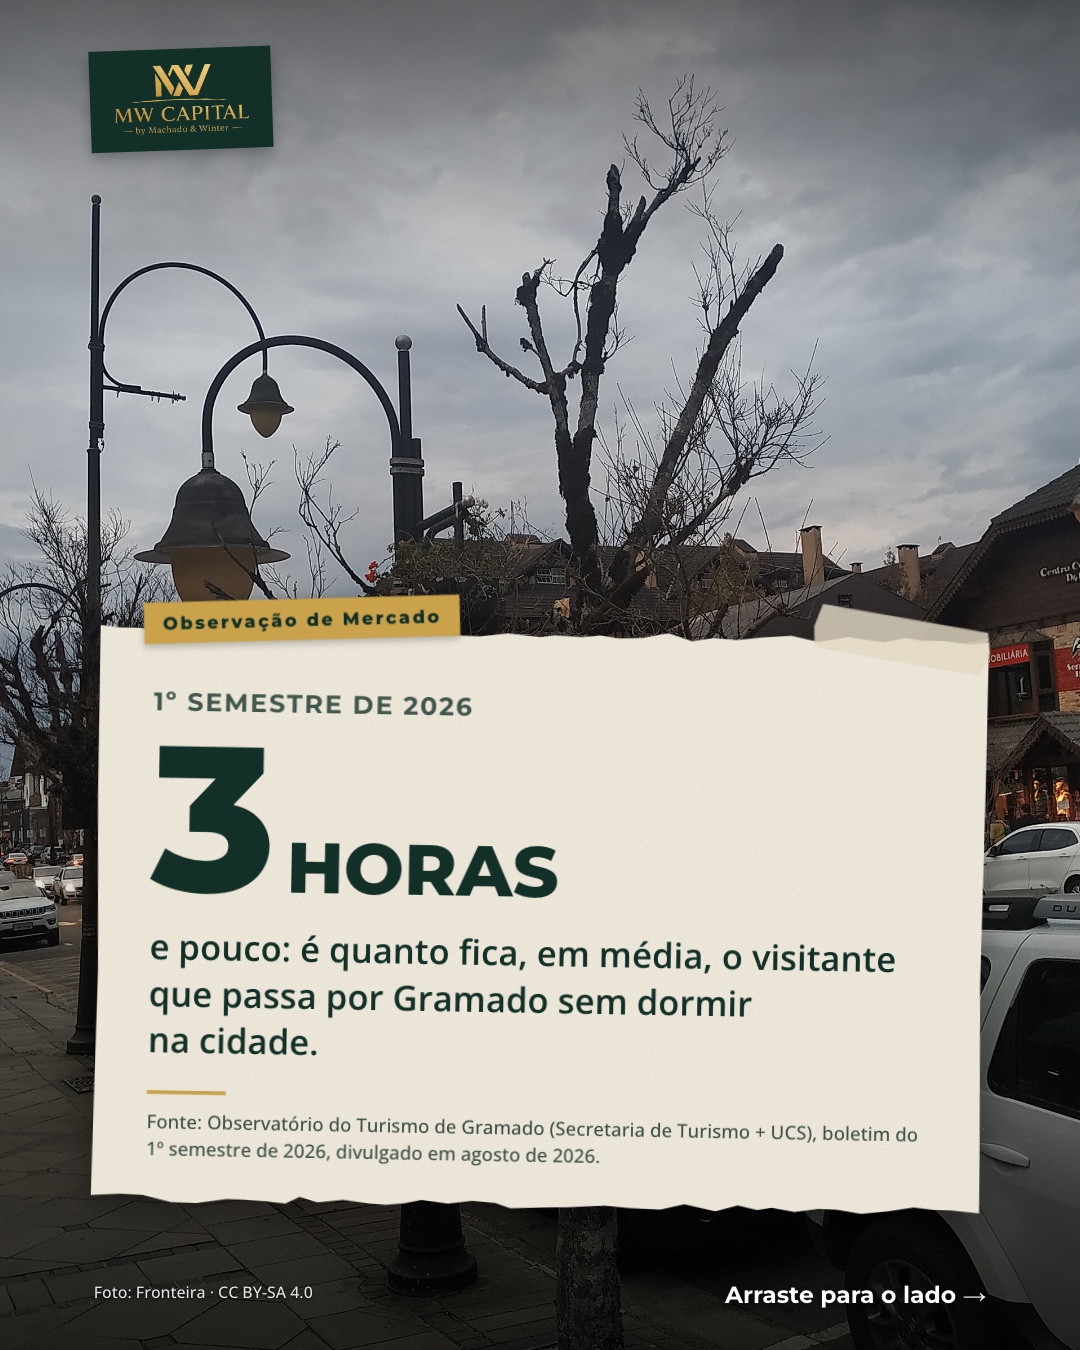 MW CAPITAL
by Machado & Winter
Observação de Mercado
1º SEMESTRE DE 2026
3 HORAS
e pouco: é quanto fica, em média, o visitante
que passa por Gramado sem dormir
na cidade.
Fonte: Observatório do Turismo de Gramado (Secretaria de Turismo + UCS), boletim do
1º semestre de 2026, divulgado em agosto de 2026.
OBILIÁRIA
Foto: Fronteira · CC BY-SA 4.0
Arraste para o lado →